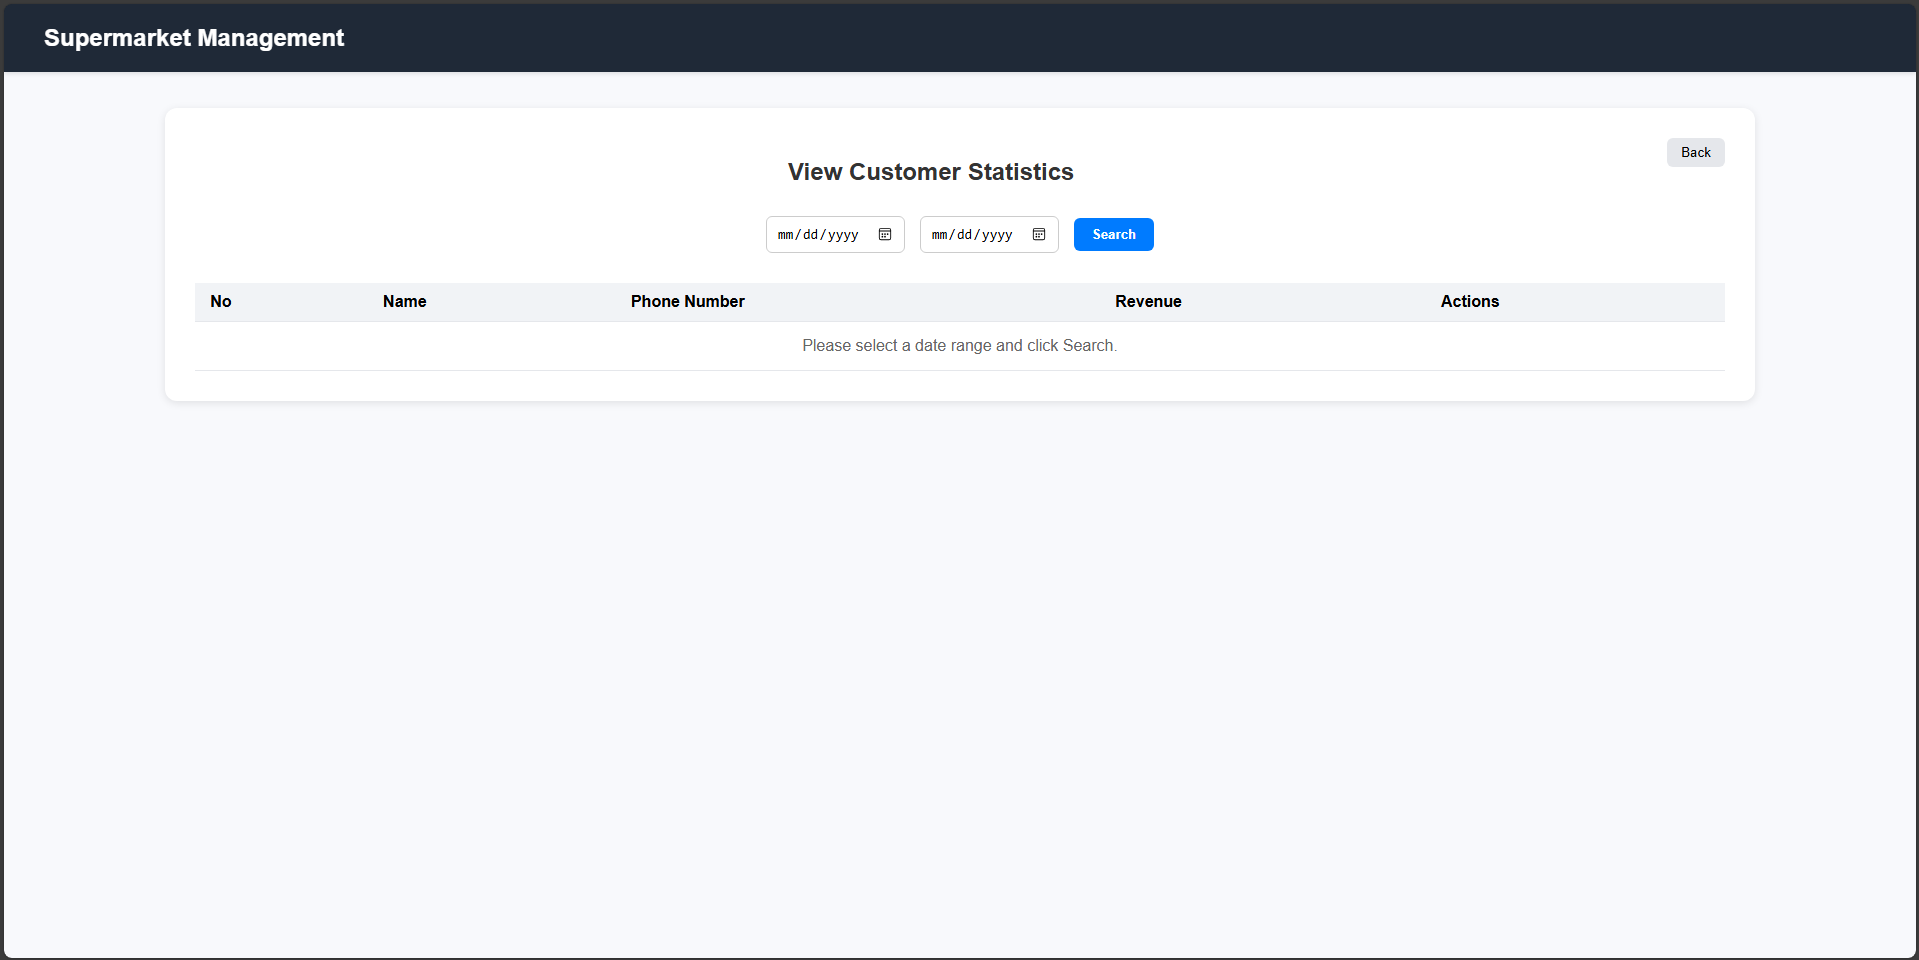 Supermarket Management
Back
View Customer Statistics
mm/dd/yyyy mm/dd/yyyy Search
No Name Phone Number Revenue Actions
Please select a date range and click Search.